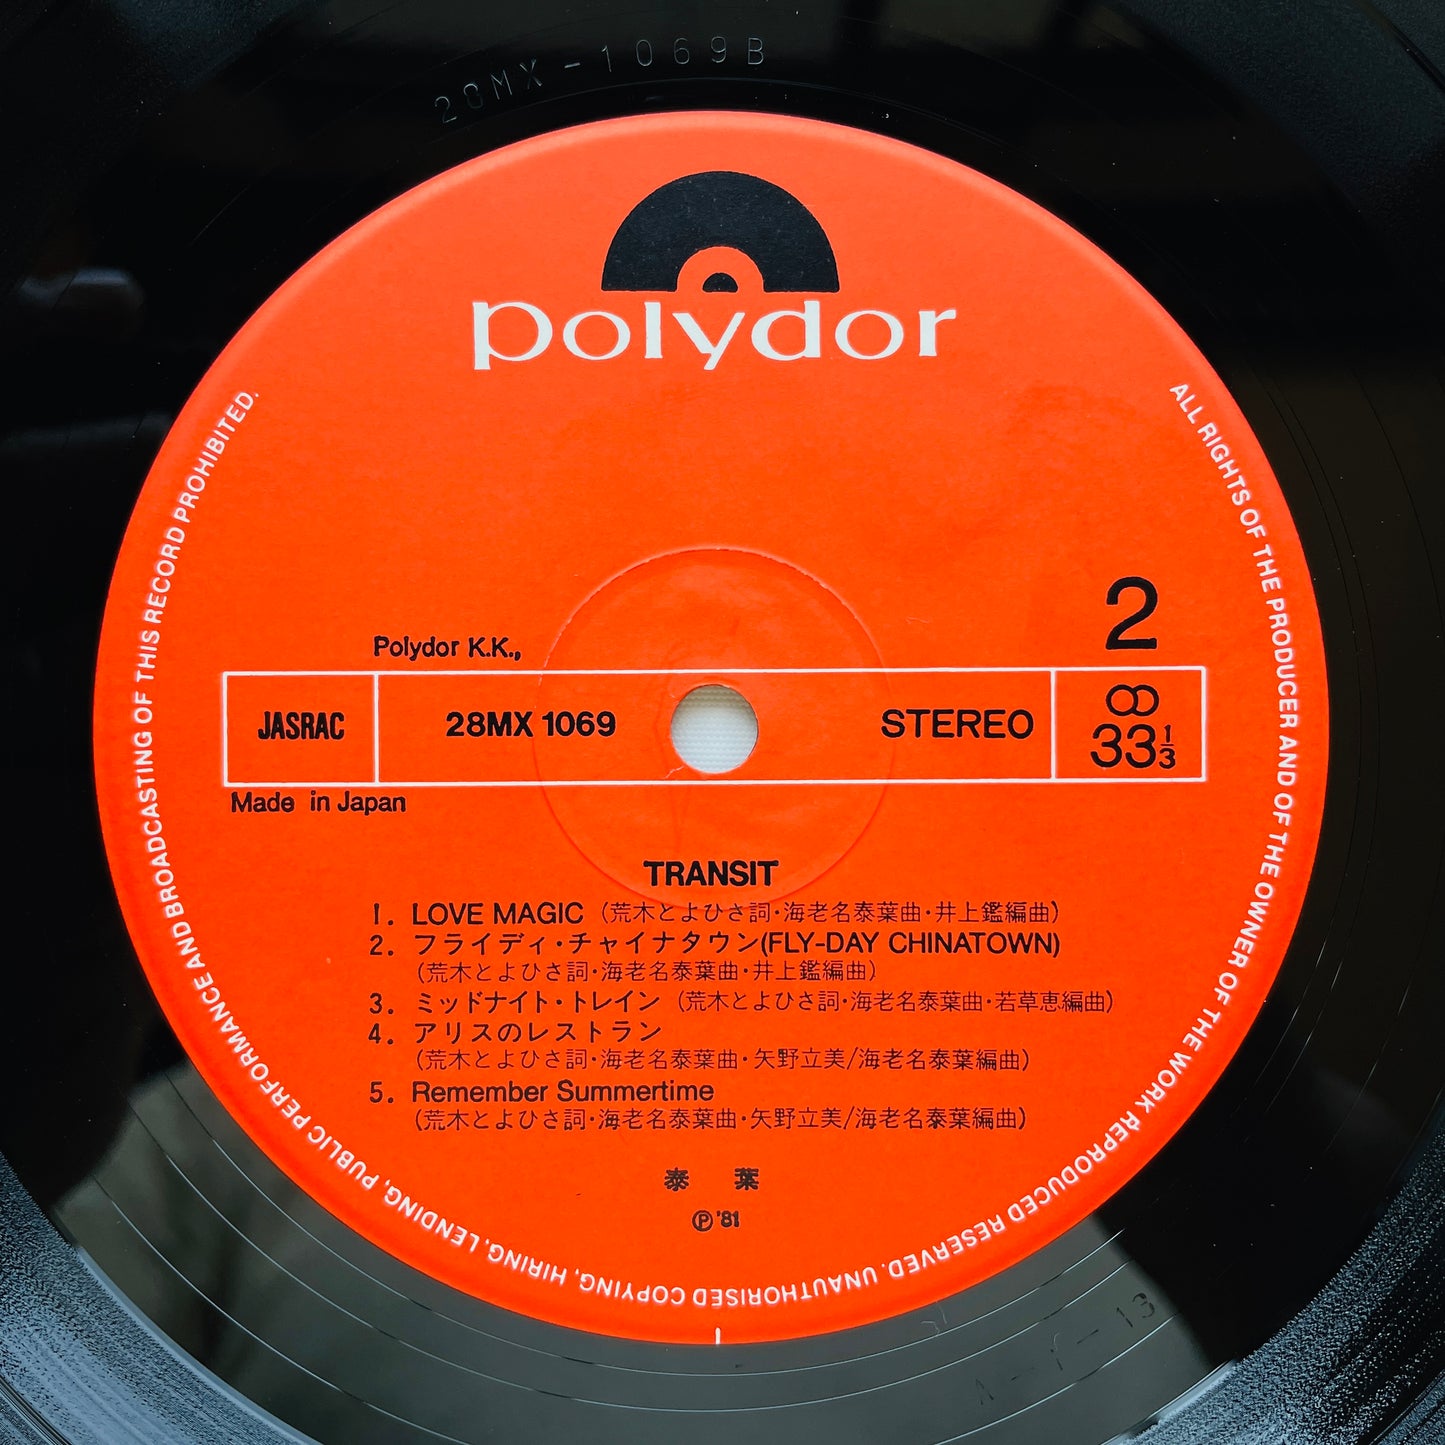 28MX-1069B
polydor
ALL RIGHTS OF THE PRODUCER AND OF THE OWNER OF THE WORK REPRODUCED RESERVED. UNAUTHORISED COPYING, HIRING, LENDING, PUBLIC PERFORMANCE AND BROADCASTING OF THIS RECORD PROHIBITED.
2
Polydor K.K.,
JASRAC 28MX 1069 STEREO 33 1/3
Made in Japan
TRANSIT
1. LOVE MAGIC (荒木とよひさ詞・海老名泰葉曲・井上鑑編曲)
2. フライディ・チャイナタウン(FLY-DAY CHINATOWN)
(荒木とよひさ詞・海老名泰葉曲・井上鑑編曲)
3. ミッドナイト・トレイン (荒木とよひさ詞・海老名泰葉曲・若草恵編曲)
4. アリスのレストラン
(荒木とよひさ詞・海老名泰葉曲・矢野立美/海老名泰葉編曲)
5. Remember Summertime
(荒木とよひさ詞・海老名泰葉曲・矢野立美/海老名泰葉編曲)
泰 葉
Ⓟ'81